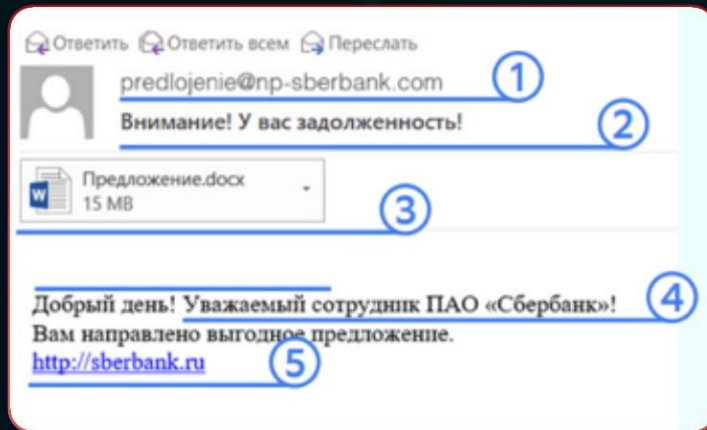 Ответить Ответить всем Переслать
predlojenie@np-sberbank.com 1
Внимание! У вас задолженность! 2
Предложение.docx
15 MB
3
Добрый день! Уважаемый сотрудник ПАО «Сбербанк»! 4
Вам направлено выгодное предложение.
http://sberbank.ru 5